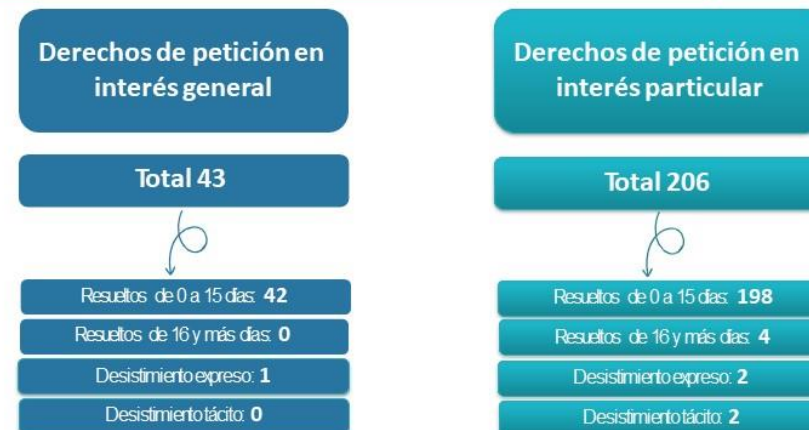 Derechos de petición en
interés general
Total 43
Resueltos de 0 a 15 días: 42
Resueltos de 16 y más días: 0
Desistimiento expreso: 1
Desistimiento tácito: 0
Derechos de petición en
interés particular
Total 206
Resueltos de 0 a 15 días: 198
Resueltos de 16 y más días: 4
Desistimiento expreso: 2
Desistimiento tácito: 2